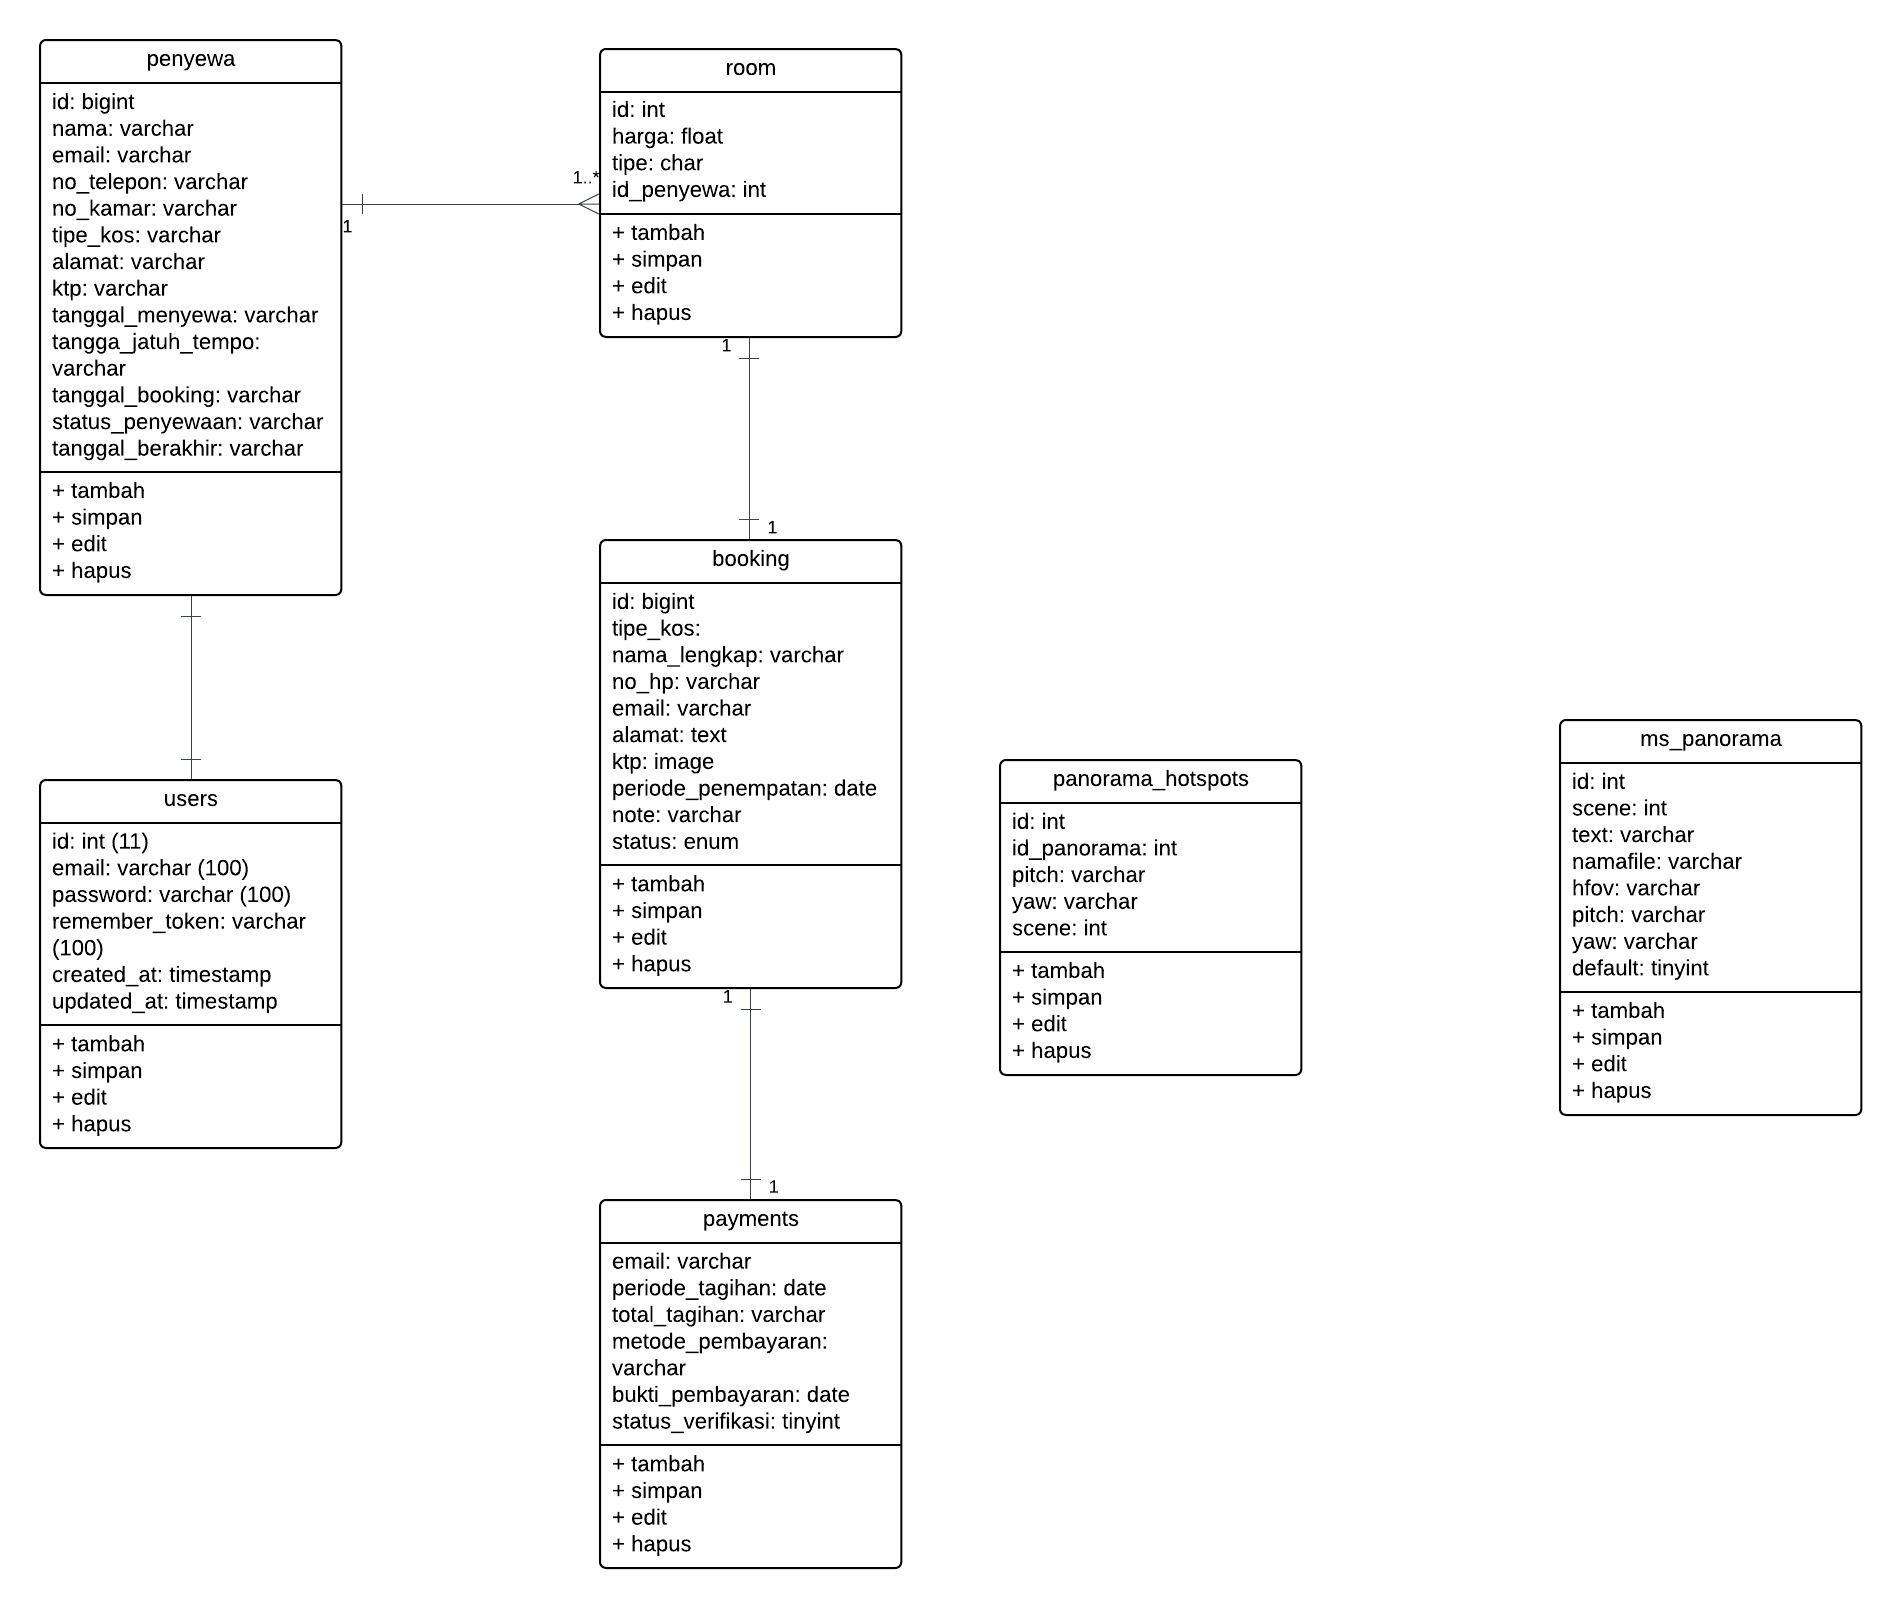 penyewa
id: bigint
nama: varchar
email: varchar
no_telepon: varchar
no_kamar: varchar
tipe_kos: varchar
alamat: varchar
ktp: varchar
tanggal_menyewa: varchar
tangga_jatuh_tempo:
varchar
tanggal_booking: varchar
status_penyewaan: varchar
tanggal_berakhir: varchar
+ tambah
+ simpan
+ edit
+ hapus
1
1..*
room
id: int
harga: float
tipe: char
id_penyewa: int
+ tambah
+ simpan
+ edit
+ hapus
1
1
booking
id: bigint
tipe_kos:
nama_lengkap: varchar
no_hp: varchar
email: varchar
alamat: text
ktp: image
periode_penempatan: date
note: varchar
status: enum
+ tambah
+ simpan
+ edit
+ hapus
1
1
users
id: int (11)
email: varchar (100)
password: varchar (100)
remember_token: varchar
(100)
created_at: timestamp
updated_at: timestamp
+ tambah
+ simpan
+ edit
+ hapus
payments
email: varchar
periode_tagihan: date
total_tagihan: varchar
metode_pembayaran:
varchar
bukti_pembayaran: date
status_verifikasi: tinyint
+ tambah
+ simpan
+ edit
+ hapus
panorama_hotspots
id: int
id_panorama: int
pitch: varchar
yaw: varchar
scene: int
+ tambah
+ simpan
+ edit
+ hapus
ms_panorama
id: int
scene: int
text: varchar
namafile: varchar
hfov: varchar
pitch: varchar
yaw: varchar
default: tinyint
+ tambah
+ simpan
+ edit
+ hapus